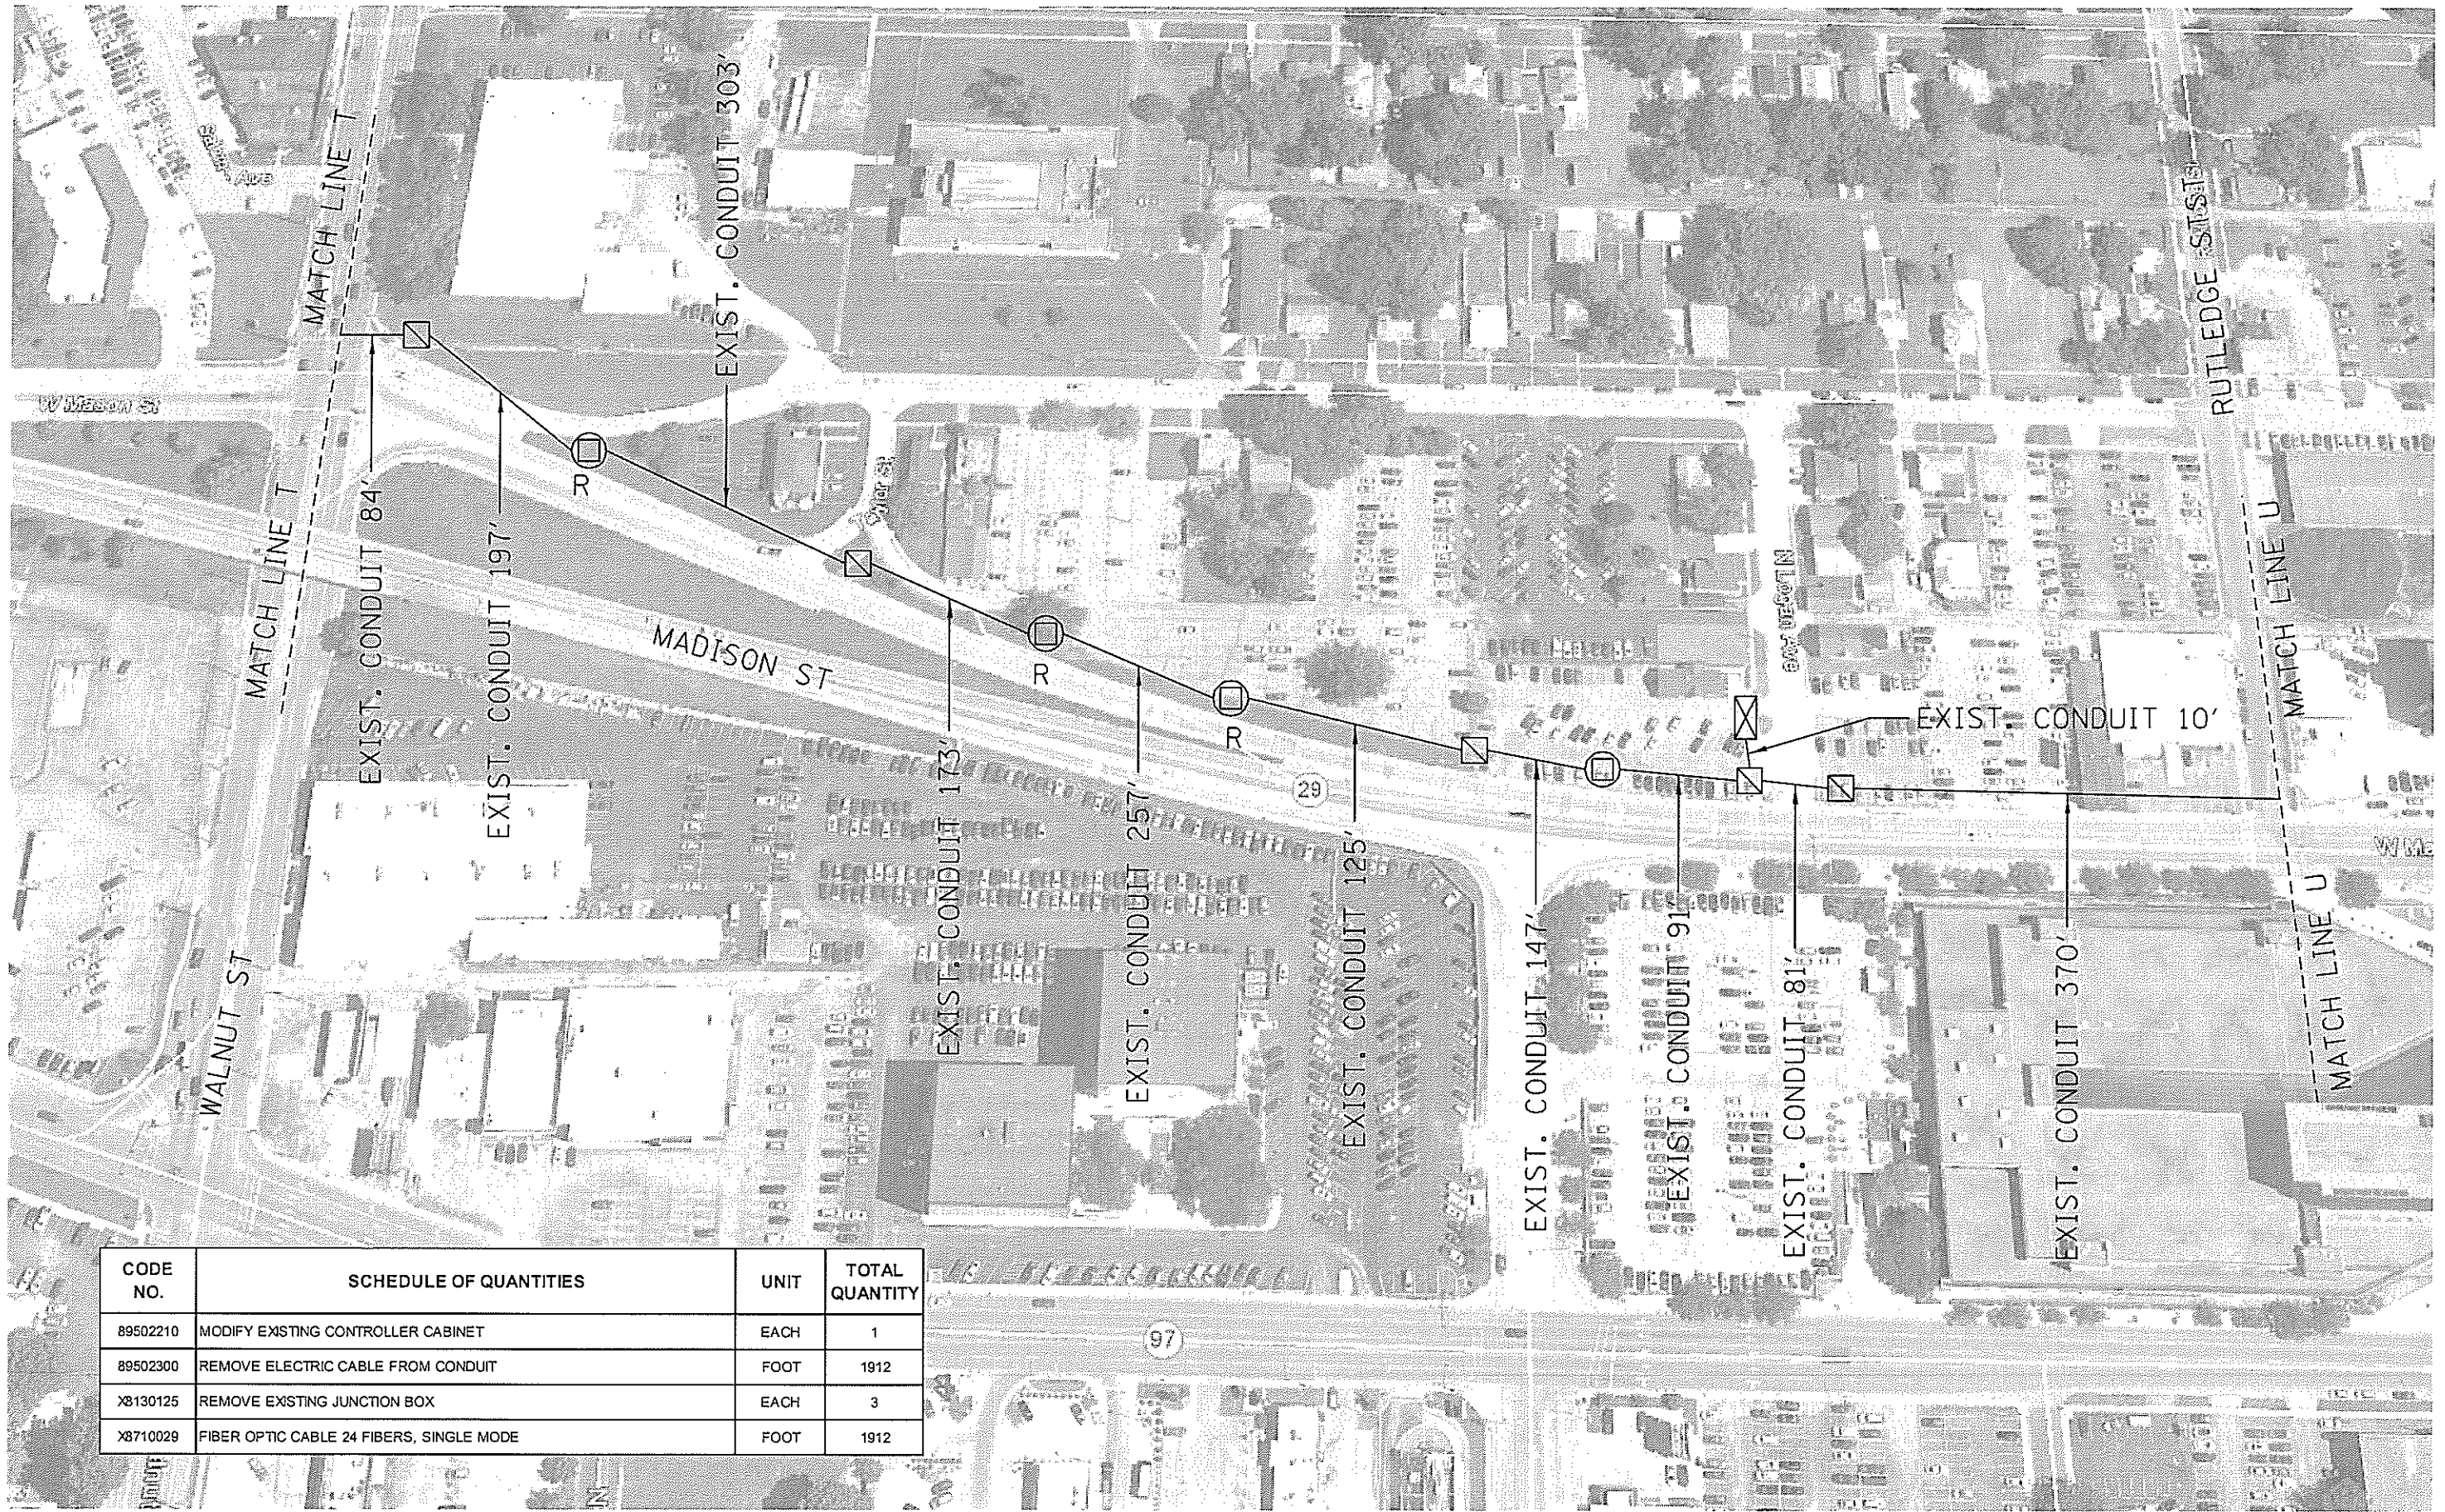 MATCH LINE T
EXIST. CONDUIT 303'
RUTLEDGE ST
W Mason St
MATCH LINE T
EXIST. CONDUIT 84'
EXIST. CONDUIT 197'
R
MADISON ST
EXIST. CONDUIT 173'
R
EXIST. CONDUIT 257'
R
29
EXIST. CONDUIT 125'
EXIST. CONDUIT 147'
EXIST. CONDUIT 91'
EXIST. CONDUIT 81'
N Logan Ave
EXIST. CONDUIT 10'
EXIST. CONDUIT 370'
MATCH LINE U
W Ma
MATCH LINE U
WALNUT ST
97
CODE NO. SCHEDULE OF QUANTITIES UNIT TOTAL QUANTITY
89502210 MODIFY EXISTING CONTROLLER CABINET EACH 1
89502300 REMOVE ELECTRIC CABLE FROM CONDUIT FOOT 1912
X8130125 REMOVE EXISTING JUNCTION BOX EACH 3
X8710029 FIBER OPTIC CABLE 24 FIBERS, SINGLE MODE FOOT 1912